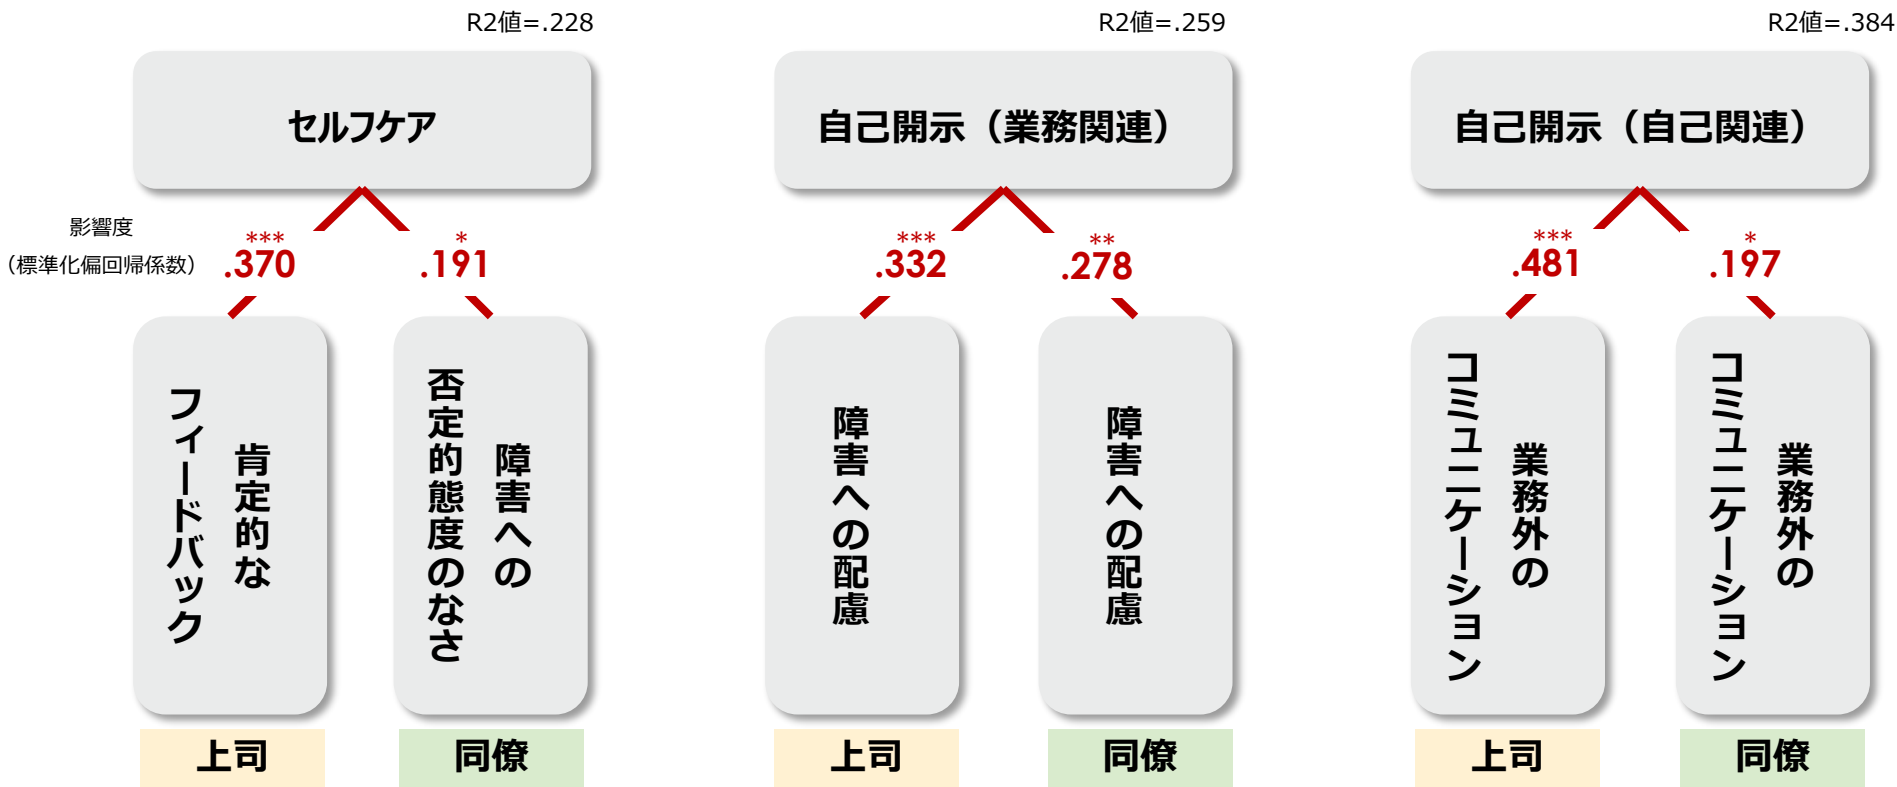 R2値=.228
セルフケア
影響度
（標準化偏回帰係数）
***
.370
*
.191
肯定的な
フィードバック
障害への
否定的態度のなさ
上司
同僚
R2値=.259
自己開示（業務関連）
***
.332
**
.278
障害への配慮
障害への配慮
上司
同僚
R2値=.384
自己開示（自己関連）
***
.481
*
.197
業務外の
コミュニケーション
業務外の
コミュニケーション
上司
同僚